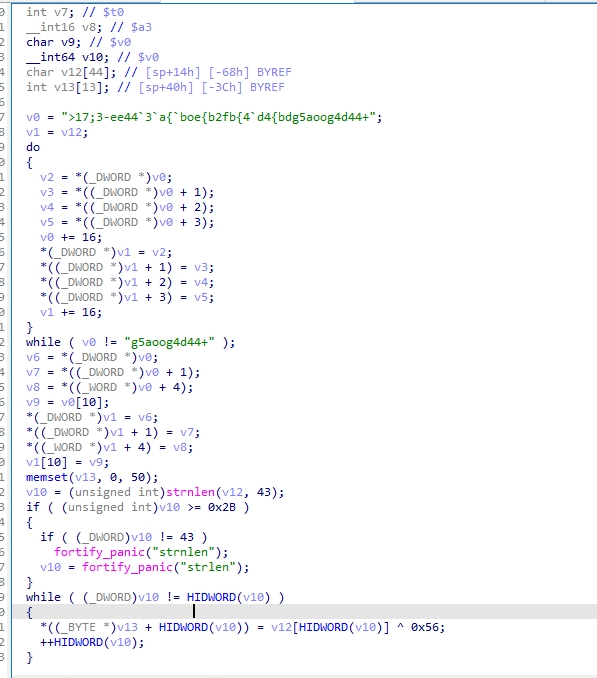 int v7; // $t0
__int16 v8; // $a3
char v9; // $v0
__int64 v10; // $v0
char v12[44]; // [sp+14h] [-68h] BYREF
int v13[13]; // [sp+40h] [-3Ch] BYREF
v0 = ">17;3-ee44`3`a{`boe{b2fb{4`d4{bdg5aoog4d44+";
v1 = v12;
do
{
v2 = *(_DWORD *)v0;
v3 = *((_DWORD *)v0 + 1);
v4 = *((_DWORD *)v0 + 2);
v5 = *((_DWORD *)v0 + 3);
v0 += 16;
*(_DWORD *)v1 = v2;
*((_DWORD *)v1 + 1) = v3;
*((_DWORD *)v1 + 2) = v4;
*((_DWORD *)v1 + 3) = v5;
v1 += 16;
}
while ( v0 != "g5aoog4d44+" );
v6 = *(_DWORD *)v0;
v7 = *((_DWORD *)v0 + 1);
v8 = *((_WORD *)v0 + 4);
v9 = v0[10];
*(_DWORD *)v1 = v6;
*((_DWORD *)v1 + 1) = v7;
*((_WORD *)v1 + 4) = v8;
v1[10] = v9;
memset(v13, 0, 50);
v10 = (unsigned int)strnlen(v12, 43);
if ( (unsigned int)v10 >= 0x2B )
{
if ( (_DWORD)v10 != 43 )
fortify_panic("strnlen");
v10 = fortify_panic("strlen");
}
while ( (_DWORD)v10 != HIDWORD(v10) )
{
*((_BYTE *)v13 + HIDWORD(v10)) = v12[HIDWORD(v10)] ^ 0x56;
++HIDWORD(v10);
}